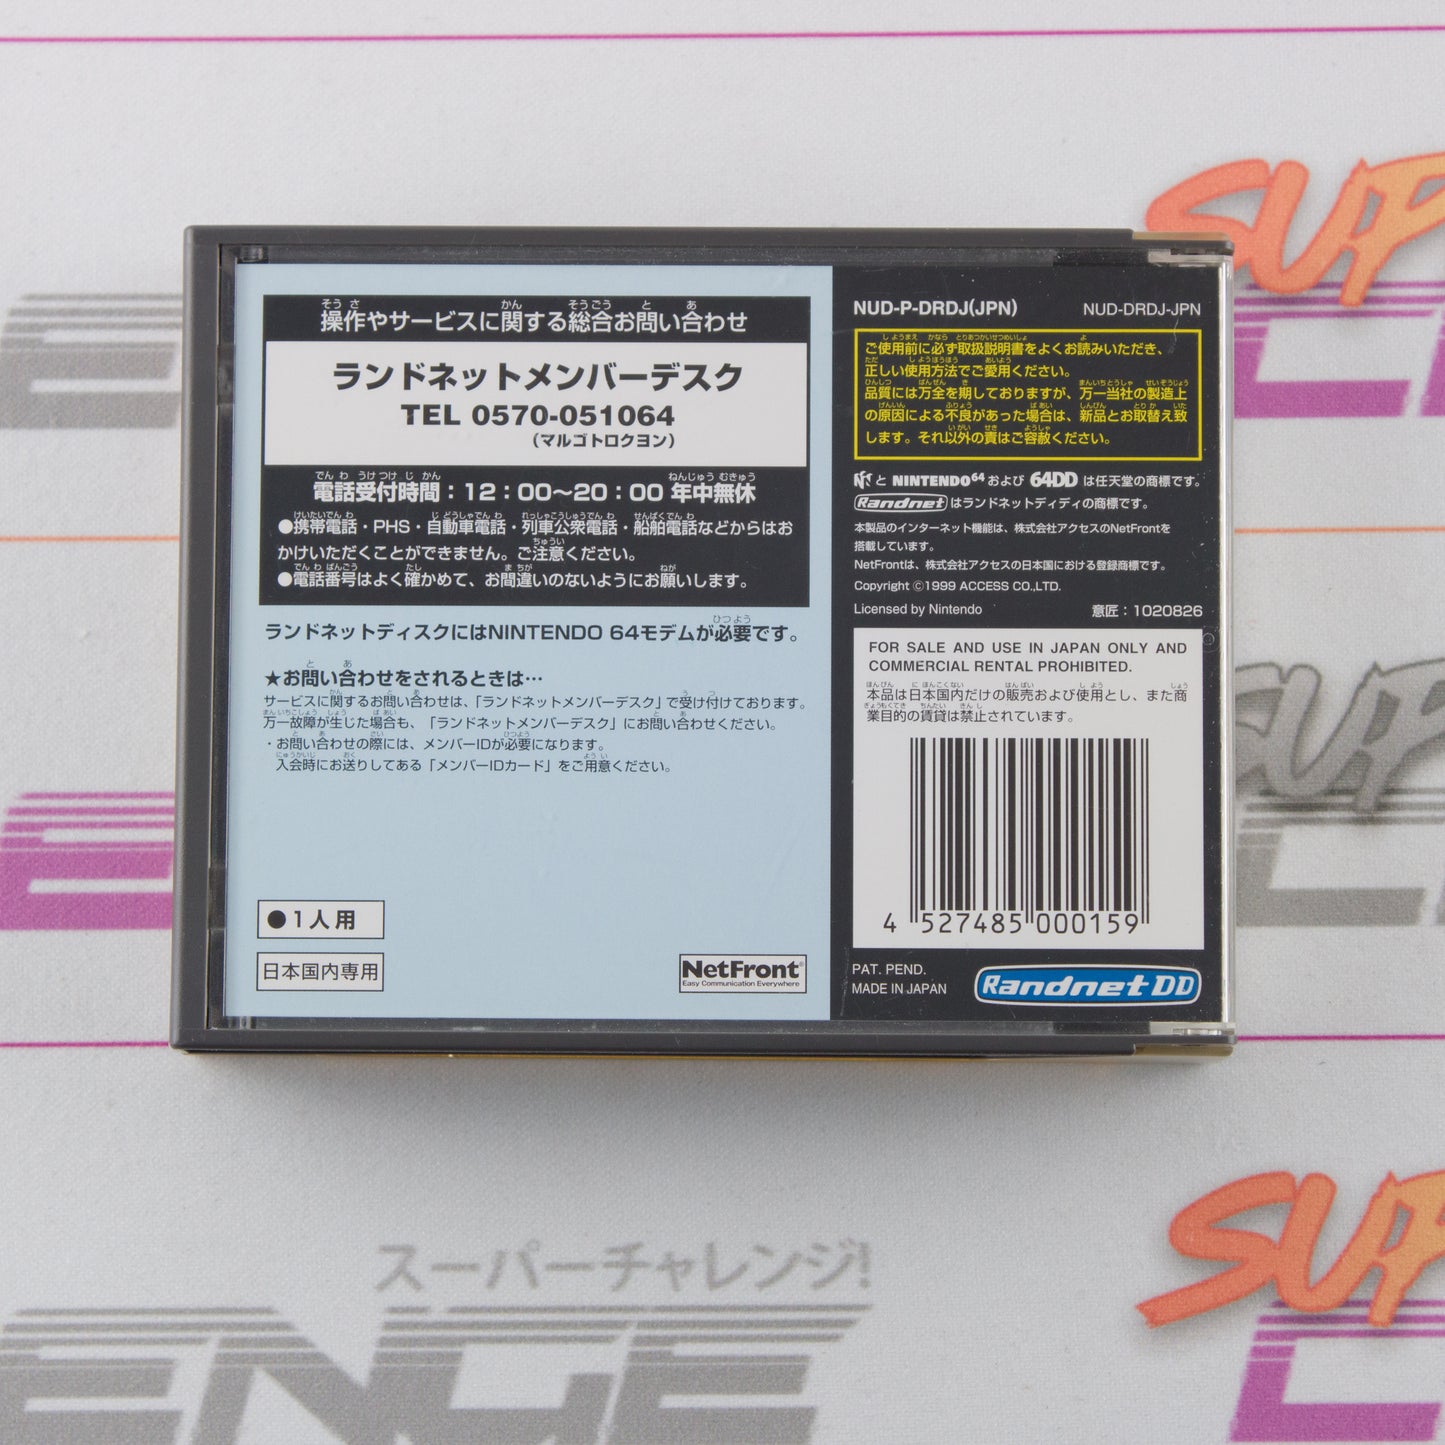 操作やサービスに関する総合お問い合わせ
ランドネットメンバーデスク
TEL 0570-051064
(マルゴトロクヨン)
電話受付時間：12：00〜20：00 年中無休
●携帯電話・PHS・自動車電話・列車公衆電話・船舶電話などからはお
かけいただくことができません。ご注意ください。
●電話番号はよく確かめて、お間違いのないようにお願いします。
ランドネットディスクにはNINTENDO 64モデムが必要です。
★お問い合わせをされるときは…
サービスに関するお問い合わせは、「ランドネットメンバーデスク」で受け付けております。
万一故障が生じた場合も、「ランドネットメンバーデスク」にお問い合わせください。
・お問い合わせの際には、メンバーIDが必要になります。
入会時にお送りしてある「メンバーIDカード」をご用意ください。
●1人用
日本国内専用
NetFront®
Easy Communication Everywhere
NUD-P-DRDJ(JPN)
NUD-DRDJ-JPN
ご使用前に必ず取扱説明書をよくお読みいただき、
正しい使用方法でご愛用ください。
品質には万全を期しておりますが、万一当社の製造上
の原因による不良があった場合は、新品とお取替え致
します。それ以外の責はご容赦ください。
と NINTENDO64 および 64DD は任天堂の商標です。
Randnet はランドネットディディの商標です。
本製品のインターネット機能は、株式会社アクセスのNetFrontを
搭載しています。
NetFrontは、株式会社アクセスの日本国における登録商標です。
Copyright ©1999 ACCESS CO.,LTD.
Licensed by Nintendo
意匠：1020826
FOR SALE AND USE IN JAPAN ONLY AND
COMMERCIAL RENTAL PROHIBITED.
本品は日本国内だけの販売および使用とし、また商
業目的の賃貸は禁止されています。
4 527485 000159
PAT. PEND.
MADE IN JAPAN
Randnet DD
スーパーチャレンジ!